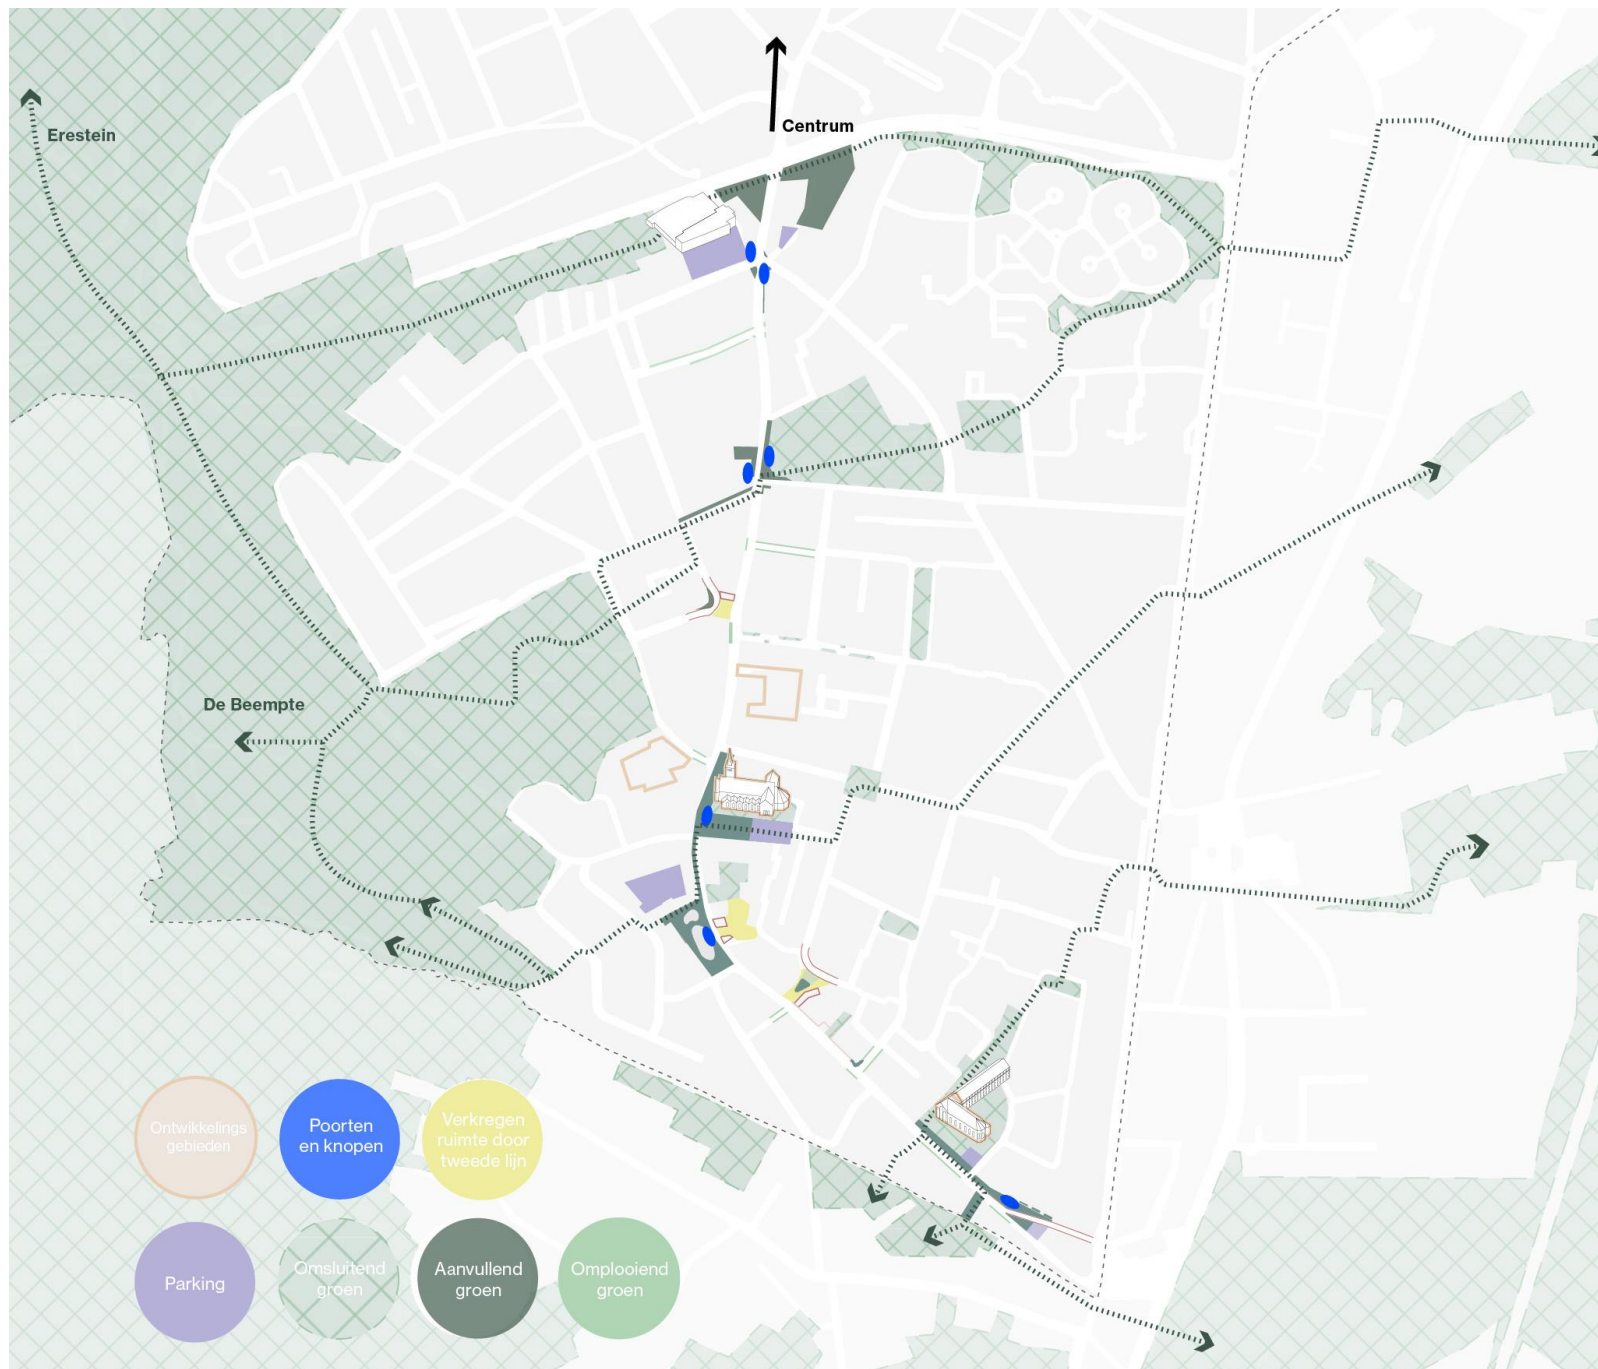 Centrum
Erestein
De Beempte
Ontwikkelings
gebieden
Poorten
en knopen
Verkregen
ruimte door
tweede lijn
Parking
Omsluitend
groen
Aanvullend
groen
Omplooiend
groen